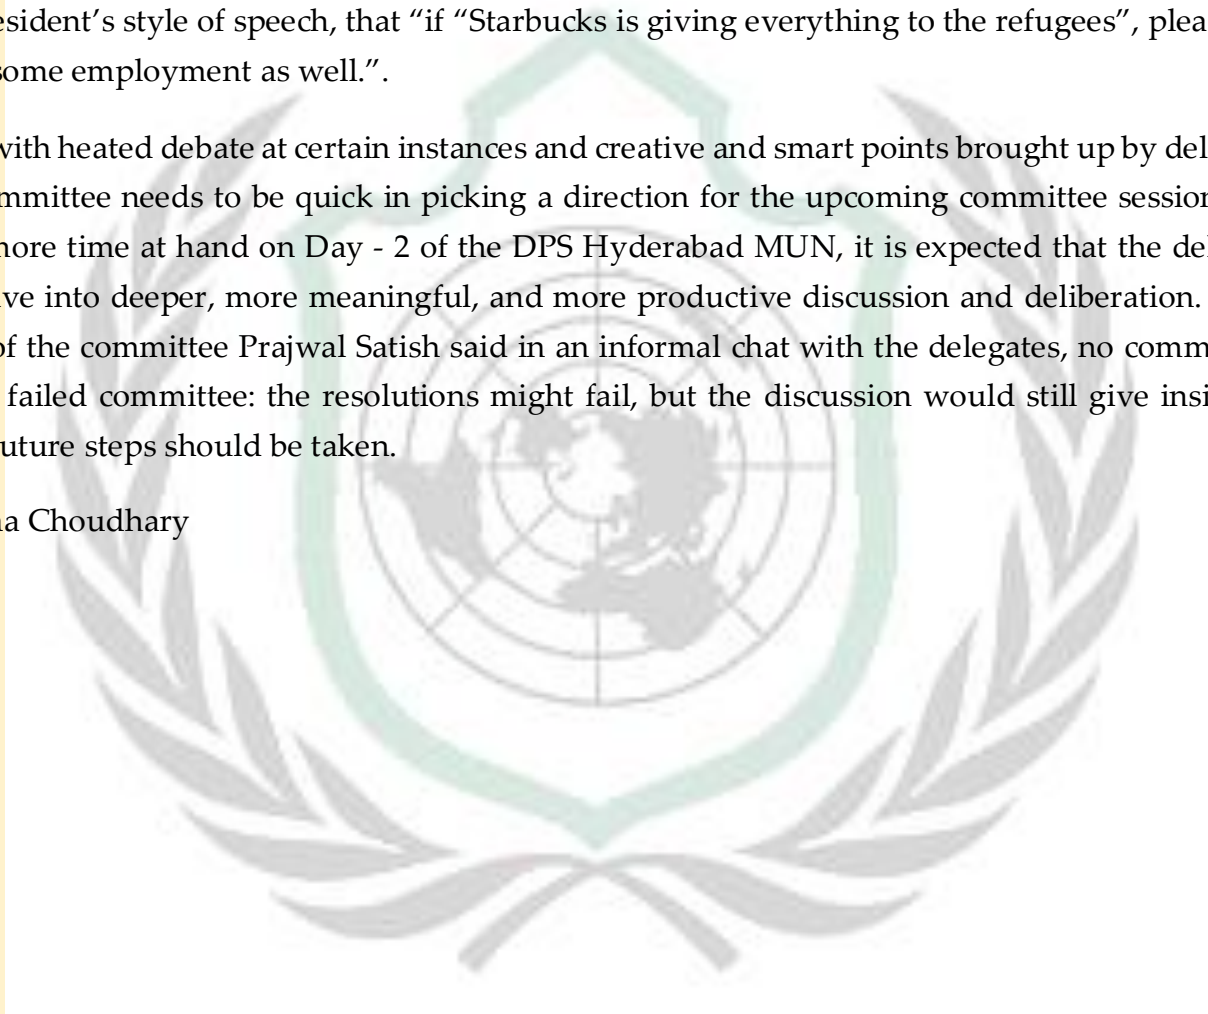 esident’s style of speech, that “if “Starbucks is giving everything to the refugees”, plea
some employment as well.”.
with heated debate at certain instances and creative and smart points brought up by del
mmittee needs to be quick in picking a direction for the upcoming committee session
more time at hand on Day - 2 of the DPS Hyderabad MUN, it is expected that the del
ive into deeper, more meaningful, and more productive discussion and deliberation.
of the committee Prajwal Satish said in an informal chat with the delegates, no comm
failed committee: the resolutions might fail, but the discussion would still give insi
uture steps should be taken.
na Choudhary